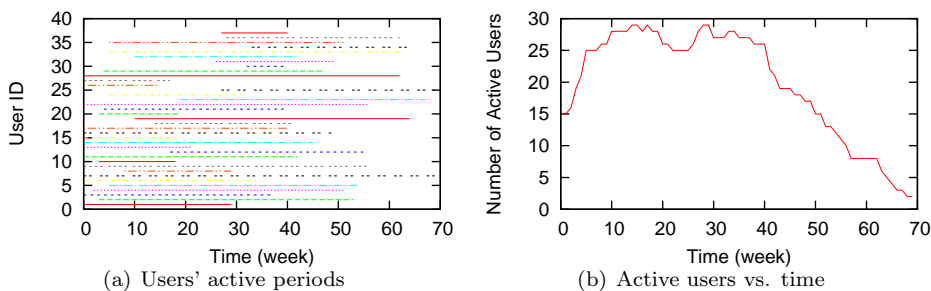 User ID
40
35
30
25
20
15
10
5
0
0 10 20 30 40 50 60 70
Time (week)
(a) Users' active periods
Number of Active Users
30
25
20
15
10
5
0
0 10 20 30 40 50 60 70
Time (week)
(b) Active users vs. time